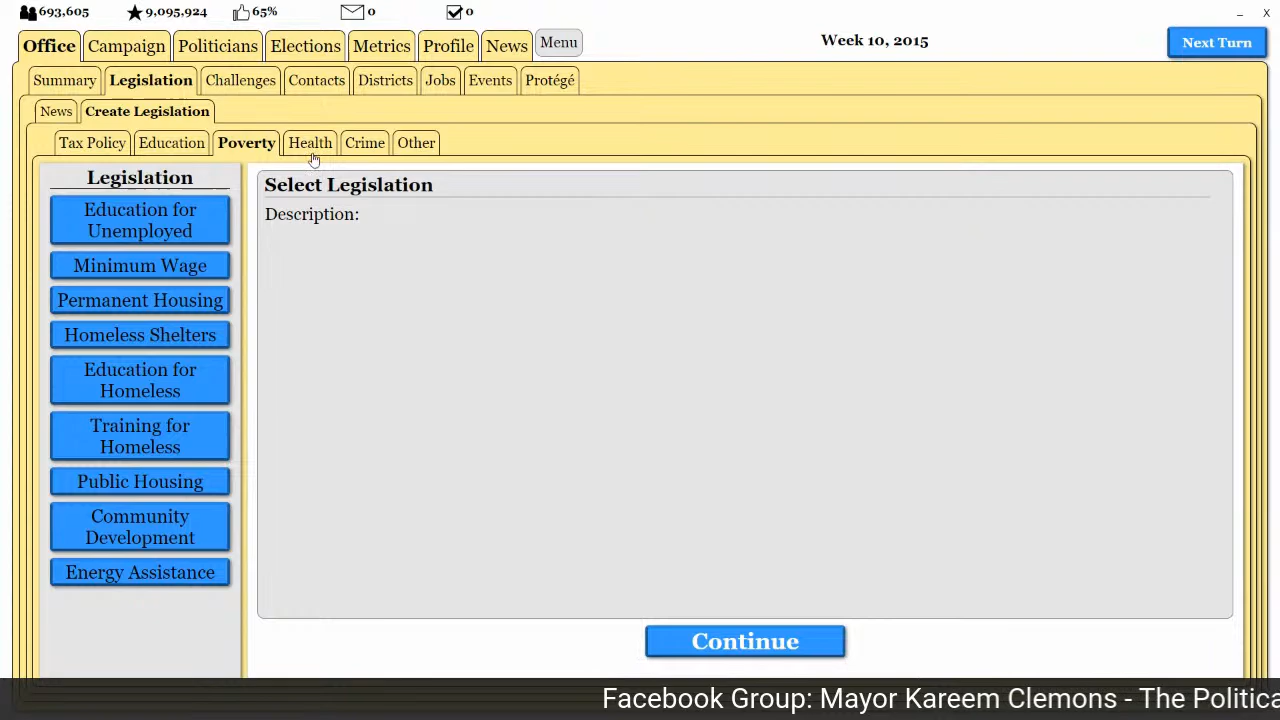 693,605 9,095,924 65% 0 0 _ X
Office Campaign Politicians Elections Metrics Profile News Menu Week 10, 2015 Next Turn
Summary Legislation Challenges Contacts Districts Jobs Events Protégé
News Create Legislation
Tax Policy Education Poverty Health Crime Other
Legislation
Education for
Unemployed
Minimum Wage
Permanent Housing
Homeless Shelters
Education for
Homeless
Training for
Homeless
Public Housing
Community
Development
Energy Assistance
Select Legislation
Description:
Continue
Facebook Group: Mayor Kareem Clemons - The Politica